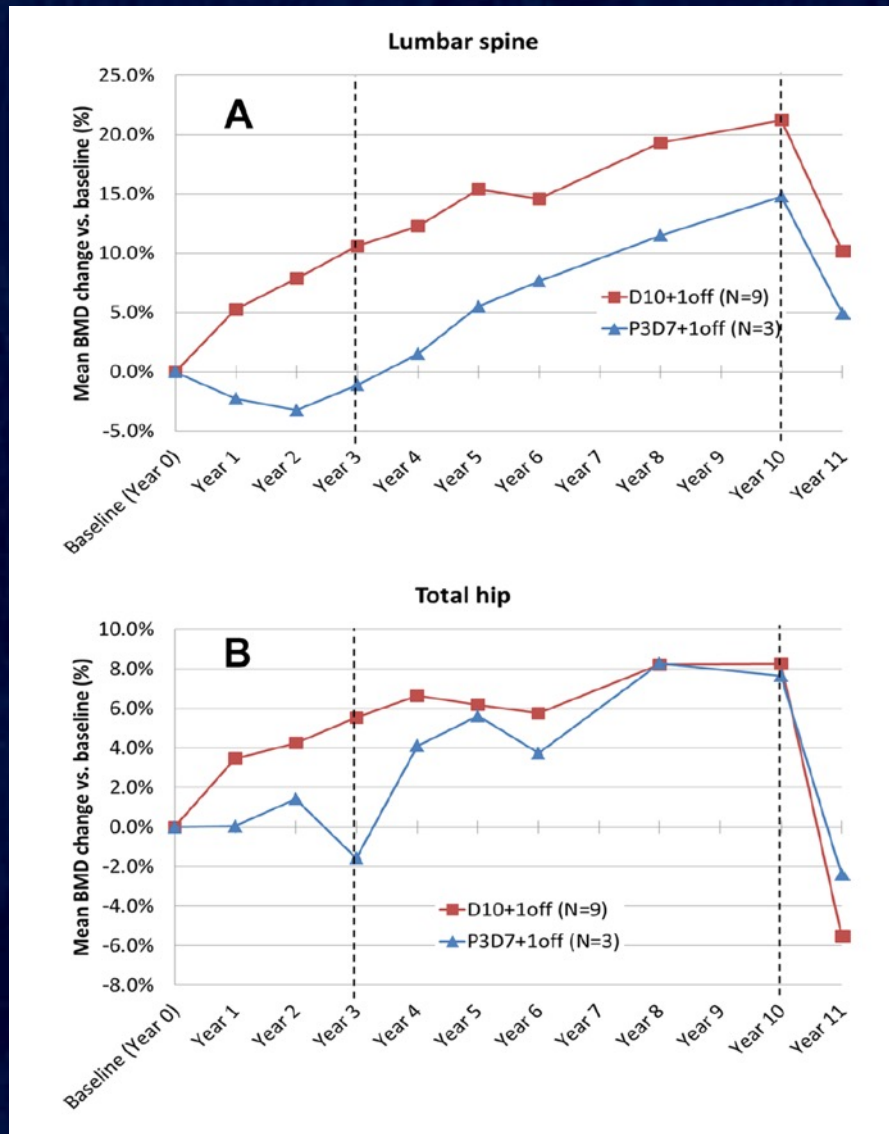 Lumbar spine
A
Mean BMD change vs. baseline (%)
25.0%
20.0%
15.0%
10.0%
5.0%
0.0%
-5.0%
D10+1off (N=9)
P3D7+1off (N=3)
Baseline (Year 0)
Year 1
Year 2
Year 3
Year 4
Year 5
Year 6
Year 7
Year 8
Year 9
Year 10
Year 11
Total hip
B
Mean BMD change vs. baseline (%)
10.0%
8.0%
6.0%
4.0%
2.0%
0.0%
-2.0%
-4.0%
-6.0%
-8.0%
D10+1off (N=9)
P3D7+1off (N=3)
Baseline (Year 0)
Year 1
Year 2
Year 3
Year 4
Year 5
Year 6
Year 7
Year 8
Year 9
Year 10
Year 11